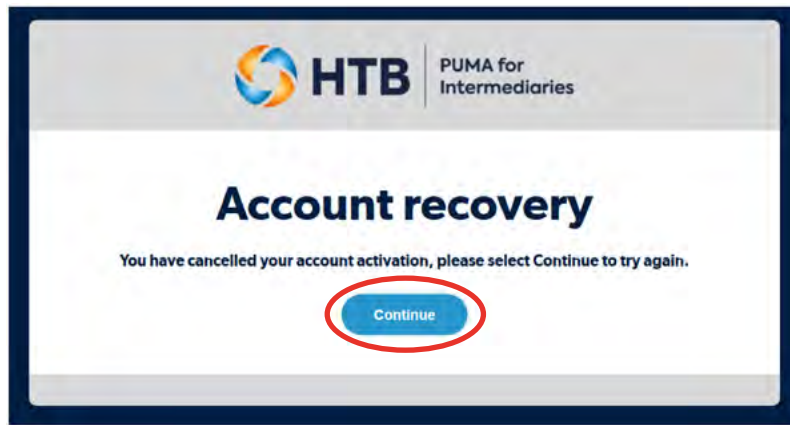 HTB
PUMA for
Intermediaries
Account recovery
You have cancelled your account activation, please select Continue to try again.
Continue